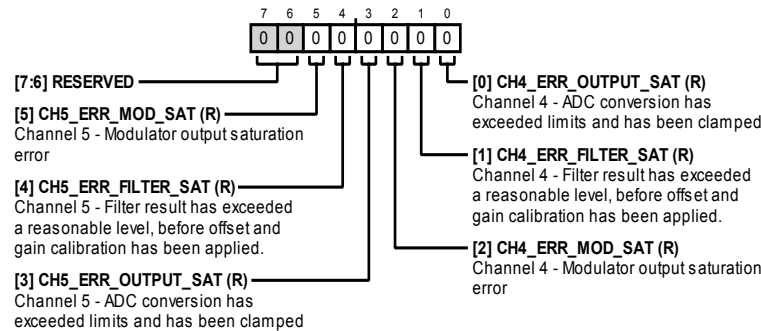 7 6 5 4 3 2 1 0
0 0 0 0 0 0 0 0
[7:6] RESERVED
[5] CH5_ERR_MOD_SAT (R)
Channel 5 - Modulator output saturation
error
[4] CH5_ERR_FILTER_SAT (R)
Channel 5 - Filter result has exceeded
a reasonable level, before offset and
gain calibration has been applied.
[3] CH5_ERR_OUTPUT_SAT (R)
Channel 5 - ADC conversion has
exceeded limits and has been clamped
[0] CH4_ERR_OUTPUT_SAT (R)
Channel 4 - ADC conversion has
exceeded limits and has been clamped
[1] CH4_ERR_FILTER_SAT (R)
Channel 4 - Filter result has exceeded
a reasonable level, before offset and
gain calibration has been applied.
[2] CH4_ERR_MOD_SAT (R)
Channel 4 - Modulator output saturation
error